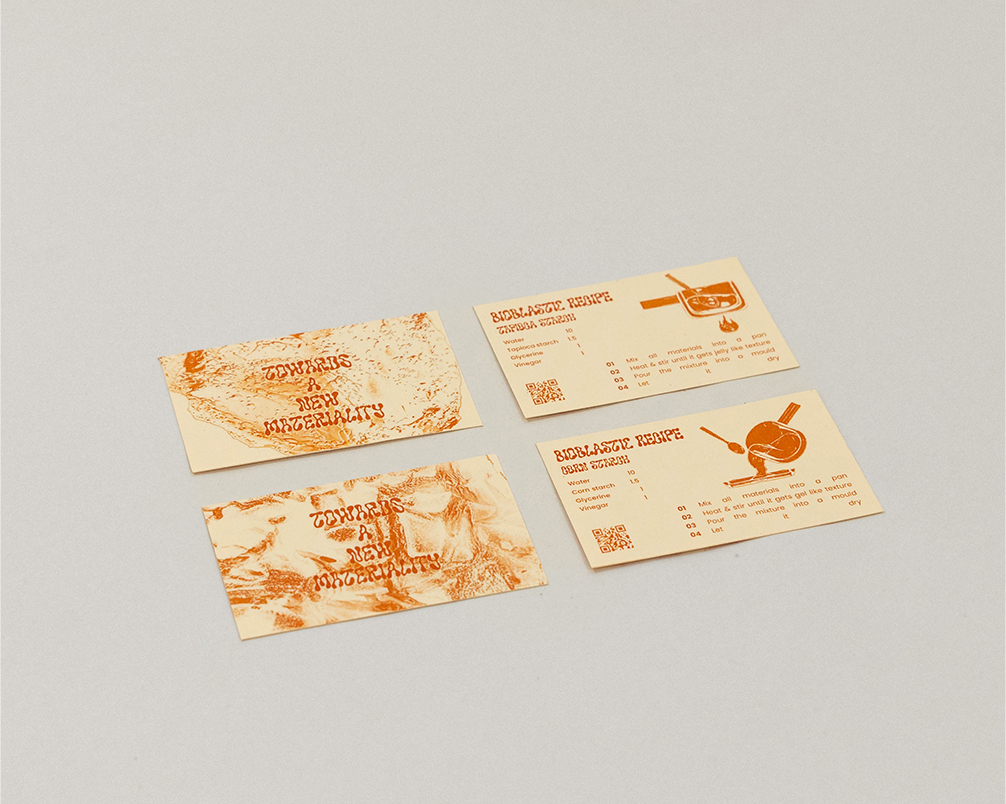 TOWARDS
A
NEW
MATERIALITY
TOWARDS
A
NEW
MATERIALITY
BIOBLASTIC RECIPE
TAPIOCA STARCH
Water 10
Tapioca starch 1.5
Glycerine 1
Vinegar 1
01 Mix all materials into a pan
02 Heat & stir until it gets jelly like texture
03 Pour the mixture into a mould
04 Let it dry
BIOBLASTIC RECIPE
CORN STARCH
Water 10
Corn starch 1.5
Glycerine 1
Vinegar 1
01 Mix all materials into a pan
02 Heat & stir until it gets gel like texture
03 Pour the mixture into a mould
04 Let it dry